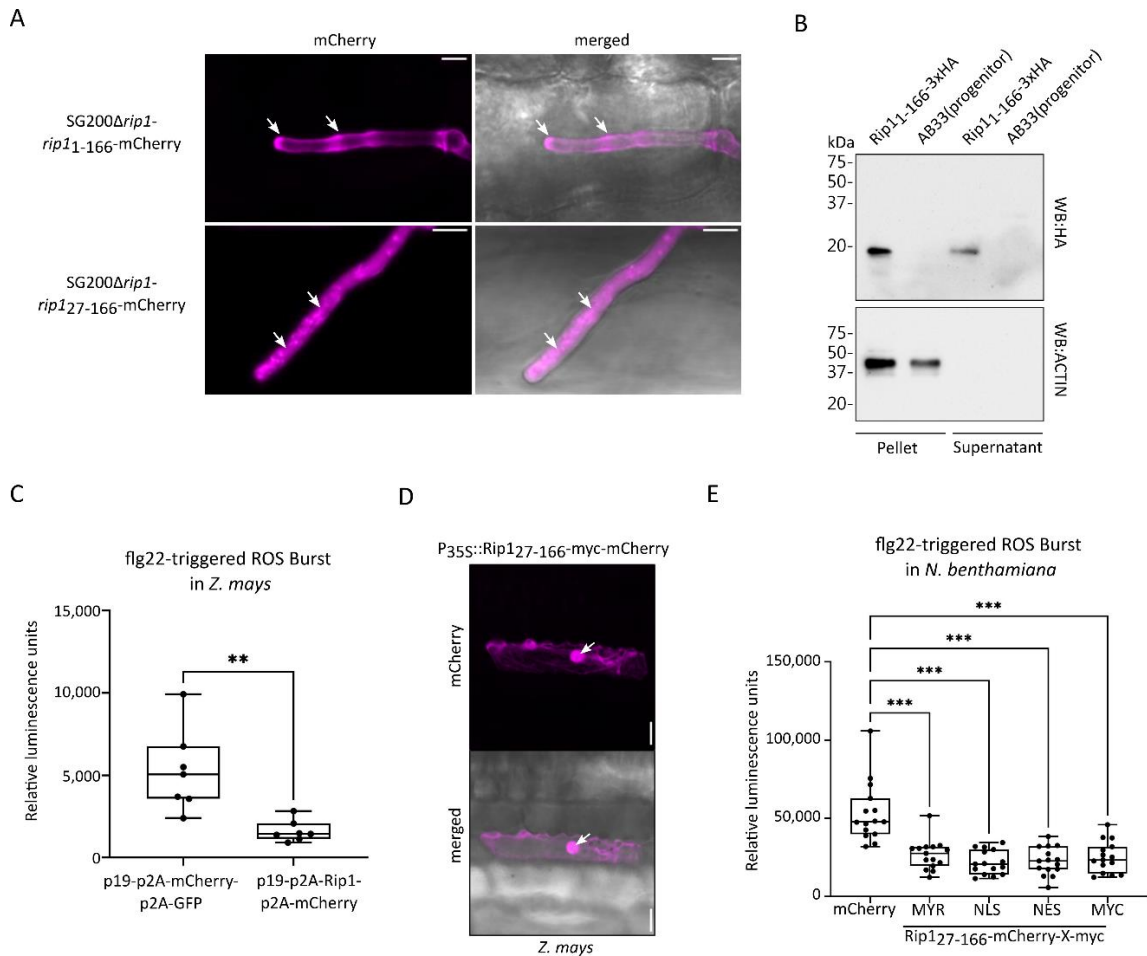 A
mCherry
merged
SG200Δrip1-
rip11-166-mCherry
SG200Δrip1-
rip127-166-mCherry
B
Rip11-166-3xHA
AB33(progenitor)
Rip11-166-3xHA
AB33(progenitor)
kDa
75-
50-
37-
20-
WB:HA
75-
50-
37-
20-
WB:ACTIN
Pellet
Supernatant
C
flg22-triggered ROS Burst
in Z. mays
Relative luminescence units
15,000
10,000
5,000
0
**
p19-p2A-mCherry-
p2A-GFP
p19-p2A-Rip1-
p2A-mCherry
D
P35S::Rip127-166-myc-mCherry
mCherry
merged
Z. mays
E
flg22-triggered ROS Burst
in N. benthamiana
Relative luminescence units
150,000
100,000
50,000
0
***
***
***
***
mCherry MYR NLS NES MYC
Rip127-166-mCherry-X-myc